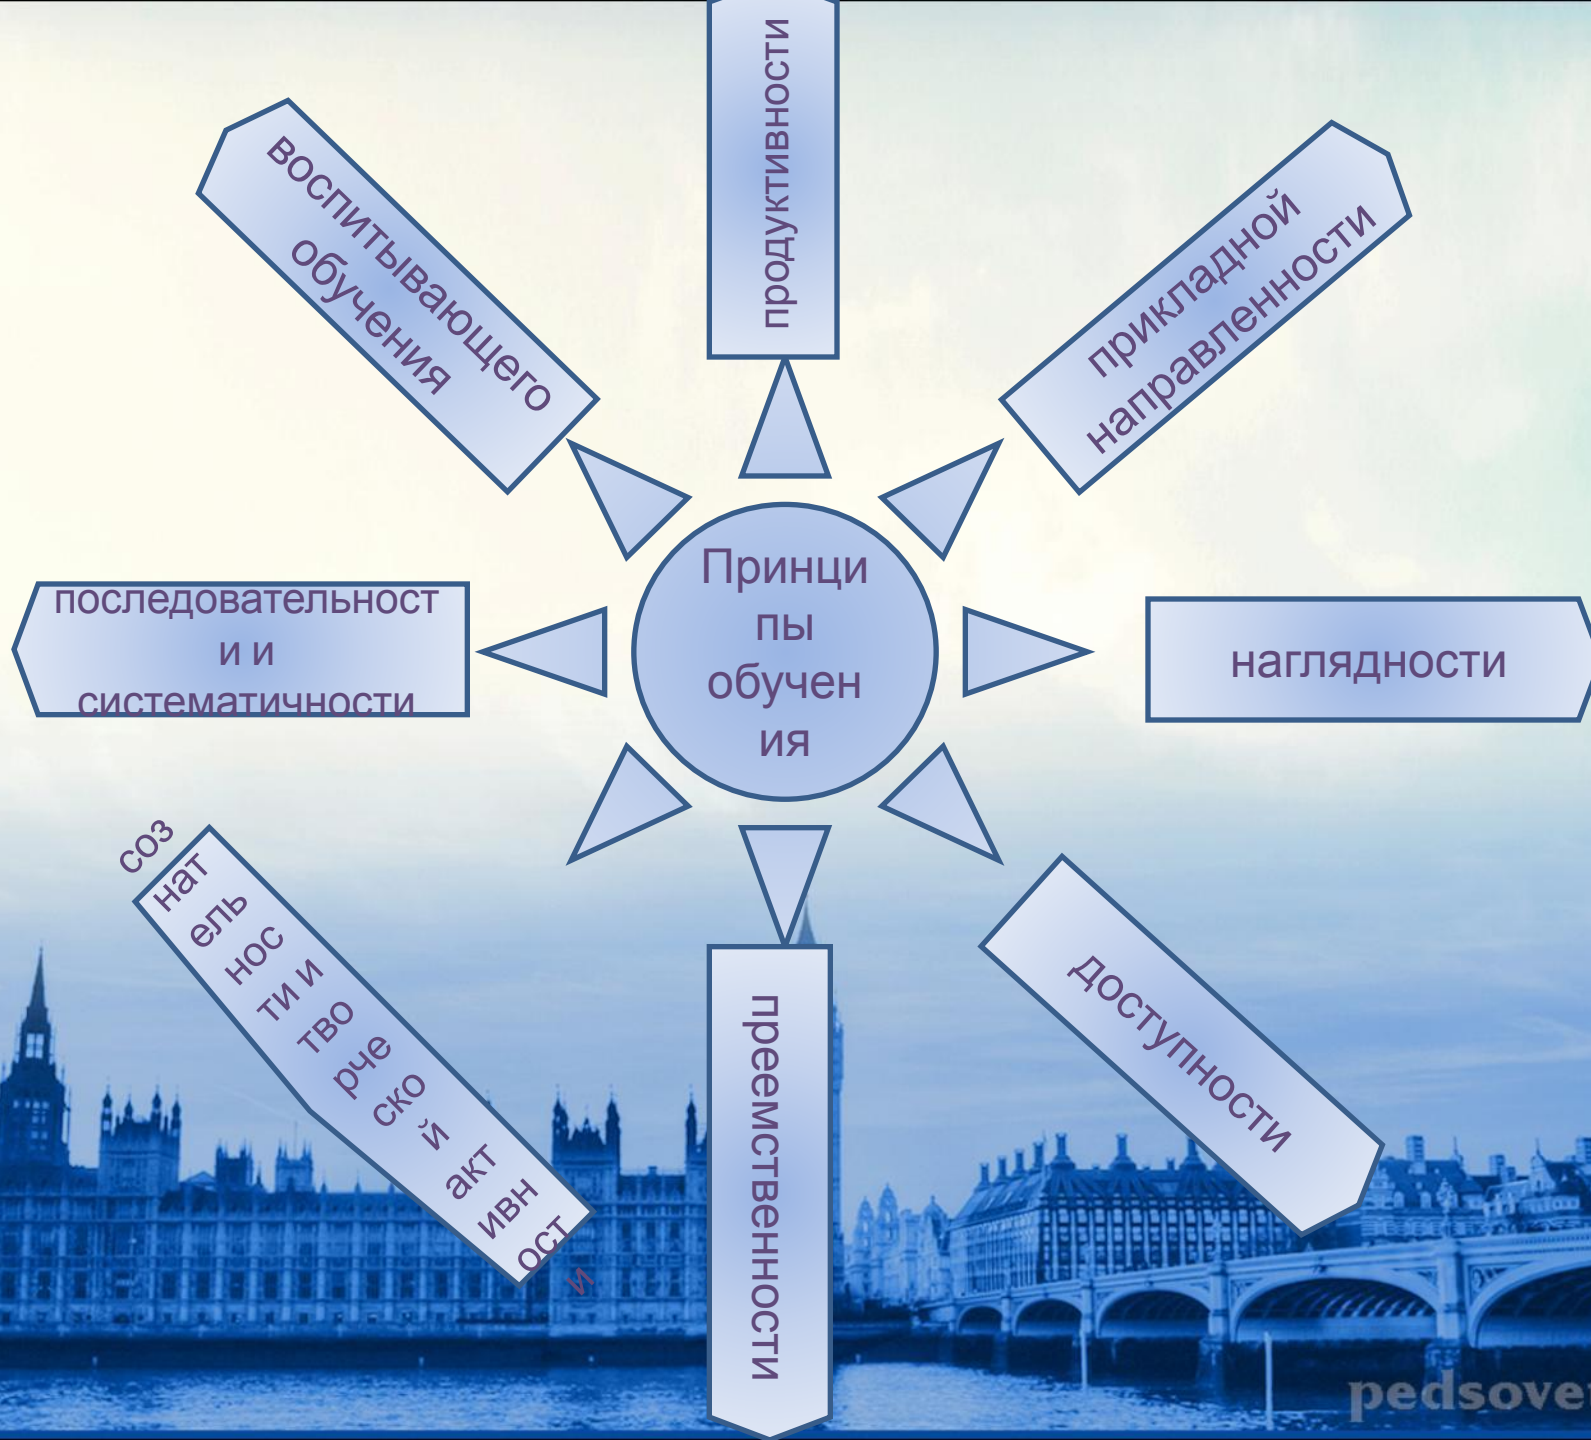 продуктивности
воспитывающего
обучения
прикладной
направленности
Принци
пы
обучен
ия
последовательност
и и
систематичности
наглядности
соз
нат
ель
нос
ти и
тво
рче
ско
й
акт
ивн
ост
и
преемственности
доступности
pedsove